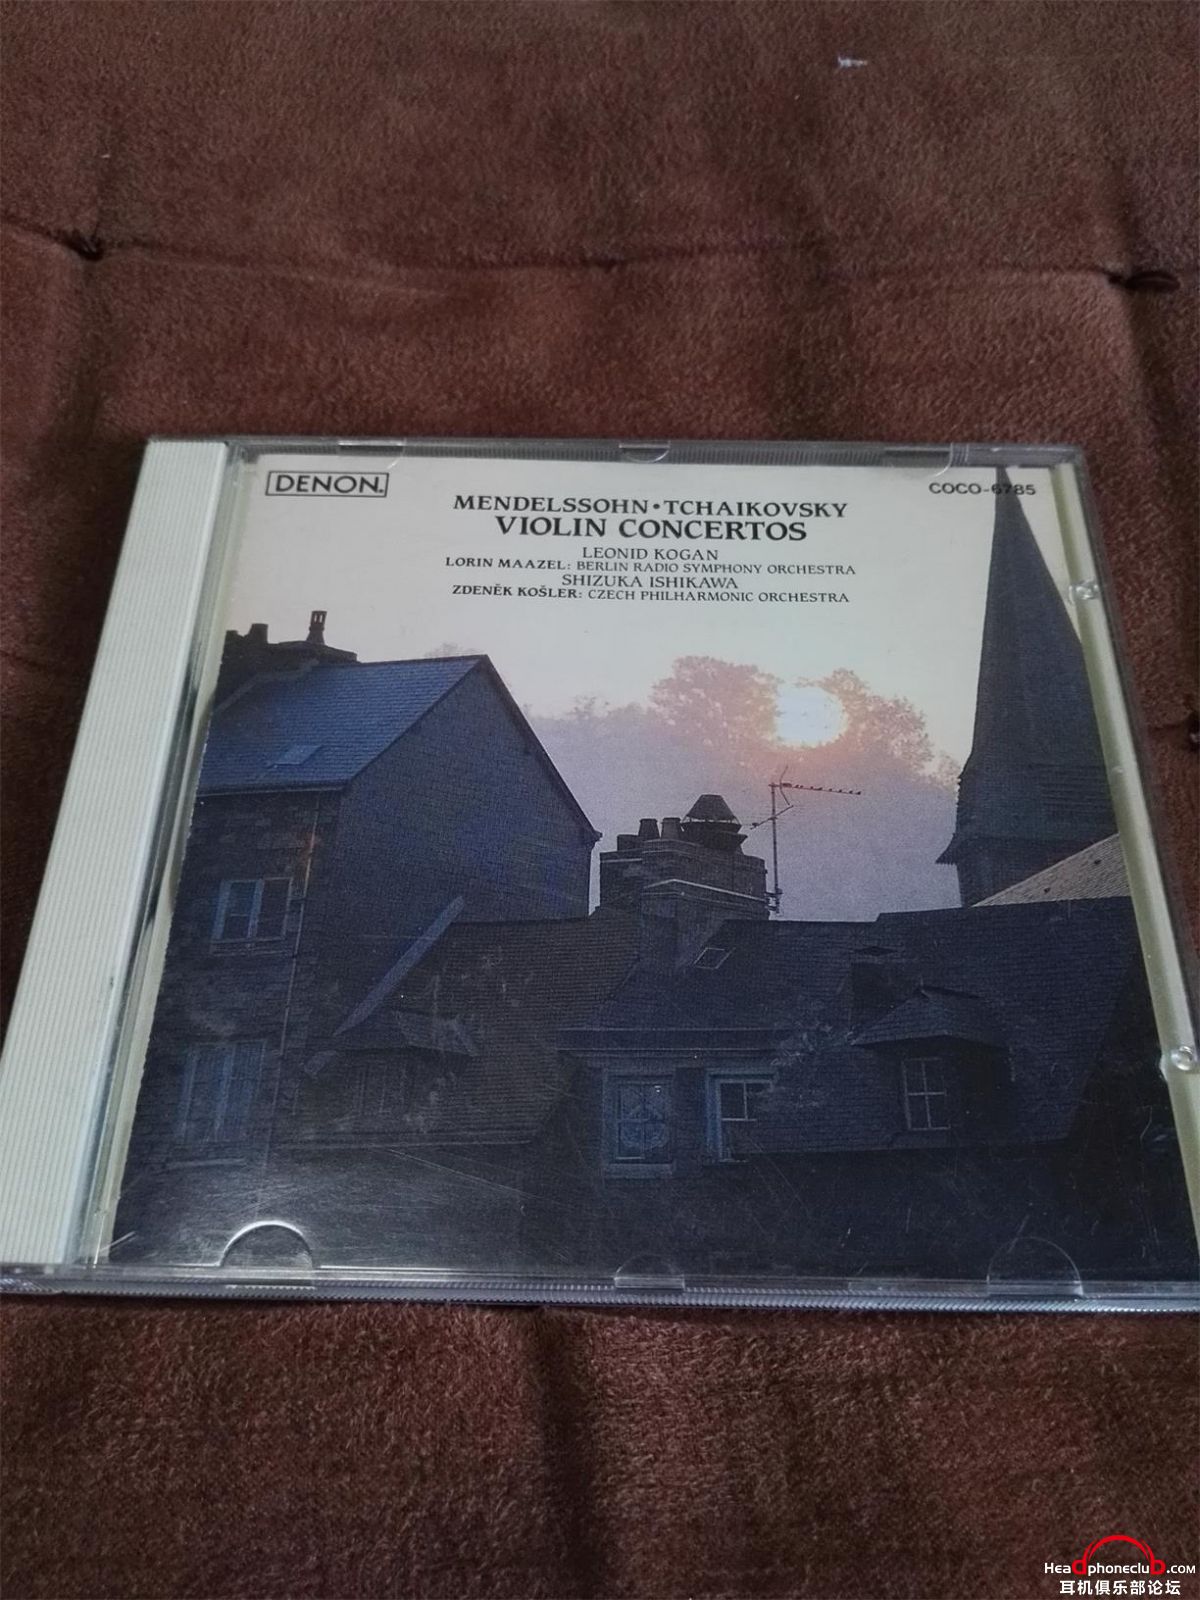 DENON
COCO-6785
MENDELSSOHN·TCHAIKOVSKY
VIOLIN CONCERTOS
LEONID KOGAN
LORIN MAAZEL: BERLIN RADIO SYMPHONY ORCHESTRA
SHIZUKA ISHIKAWA
ZDENĚK KOŠLER: CZECH PHILHARMONIC ORCHESTRA
Headphoneclub.com
耳机俱乐部论坛